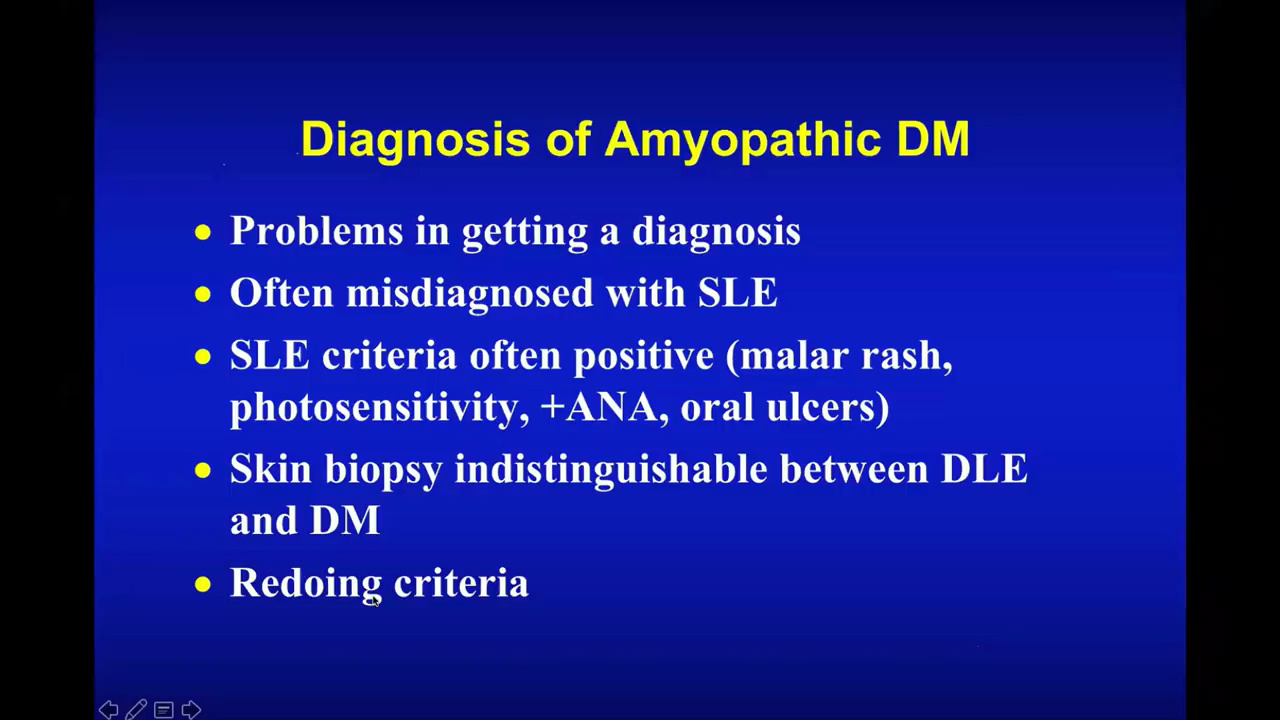 Diagnosis of Amyopathic DM
• Problems in getting a diagnosis
• Often misdiagnosed with SLE
• SLE criteria often positive (malar rash,
photosensitivity, +ANA, oral ulcers)
• Skin biopsy indistinguishable between DLE
and DM
• Redoing criteria